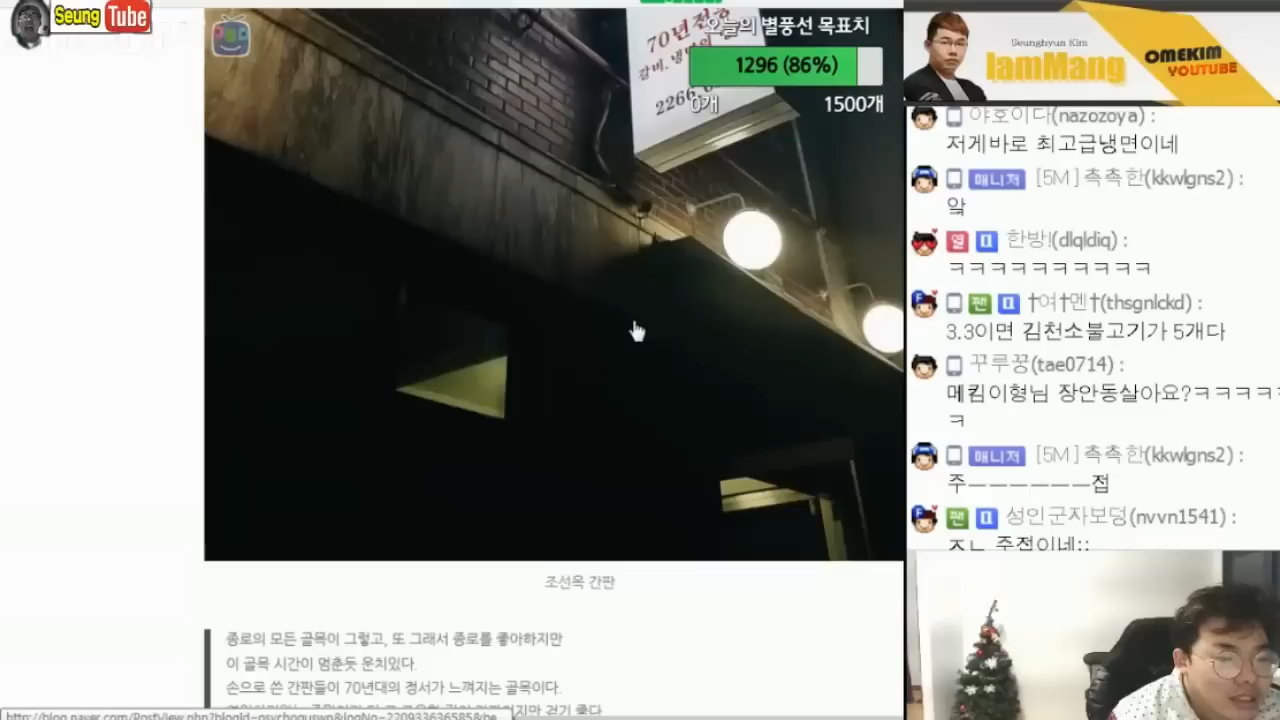 Seung Tube
70년 전통
2266
오늘의 별풍선 목표치
1296 (86%)
0개
1500개
Seunghyun Kim
IamMang
OMEKIM
YOUTUBE
야호이다(nazozoya) :
저게바로 최고급냉면이네
매니저 [5M] 촉촉한(kkwlgns2) :
앜
열 한방!(dlqldiq) :
ㅋㅋㅋㅋㅋㅋㅋㅋㅋㅋ
팬 †여†멘†(thsgnlckd) :
3.3이면 김천소불고기가 5개다
꾸루꿍(tae0714) :
메킴이형님 장안동살아요?ㅋㅋㅋㅋ
ㅋ
매니저 [5M] 촉촉한(kkwlgns2) :
주ㅡㅡㅡㅡㅡㅡ접
팬 성인군자보덩(nvvn1541) :
조선옥 간판
종로의 모든 골목이 그렇고, 또 그래서 종로를 좋아하지만
이 골목 시간이 멈춘듯 운치있다.
손으로 쓴 간판들이 70년대의 정서가 느껴지는 골목이다.